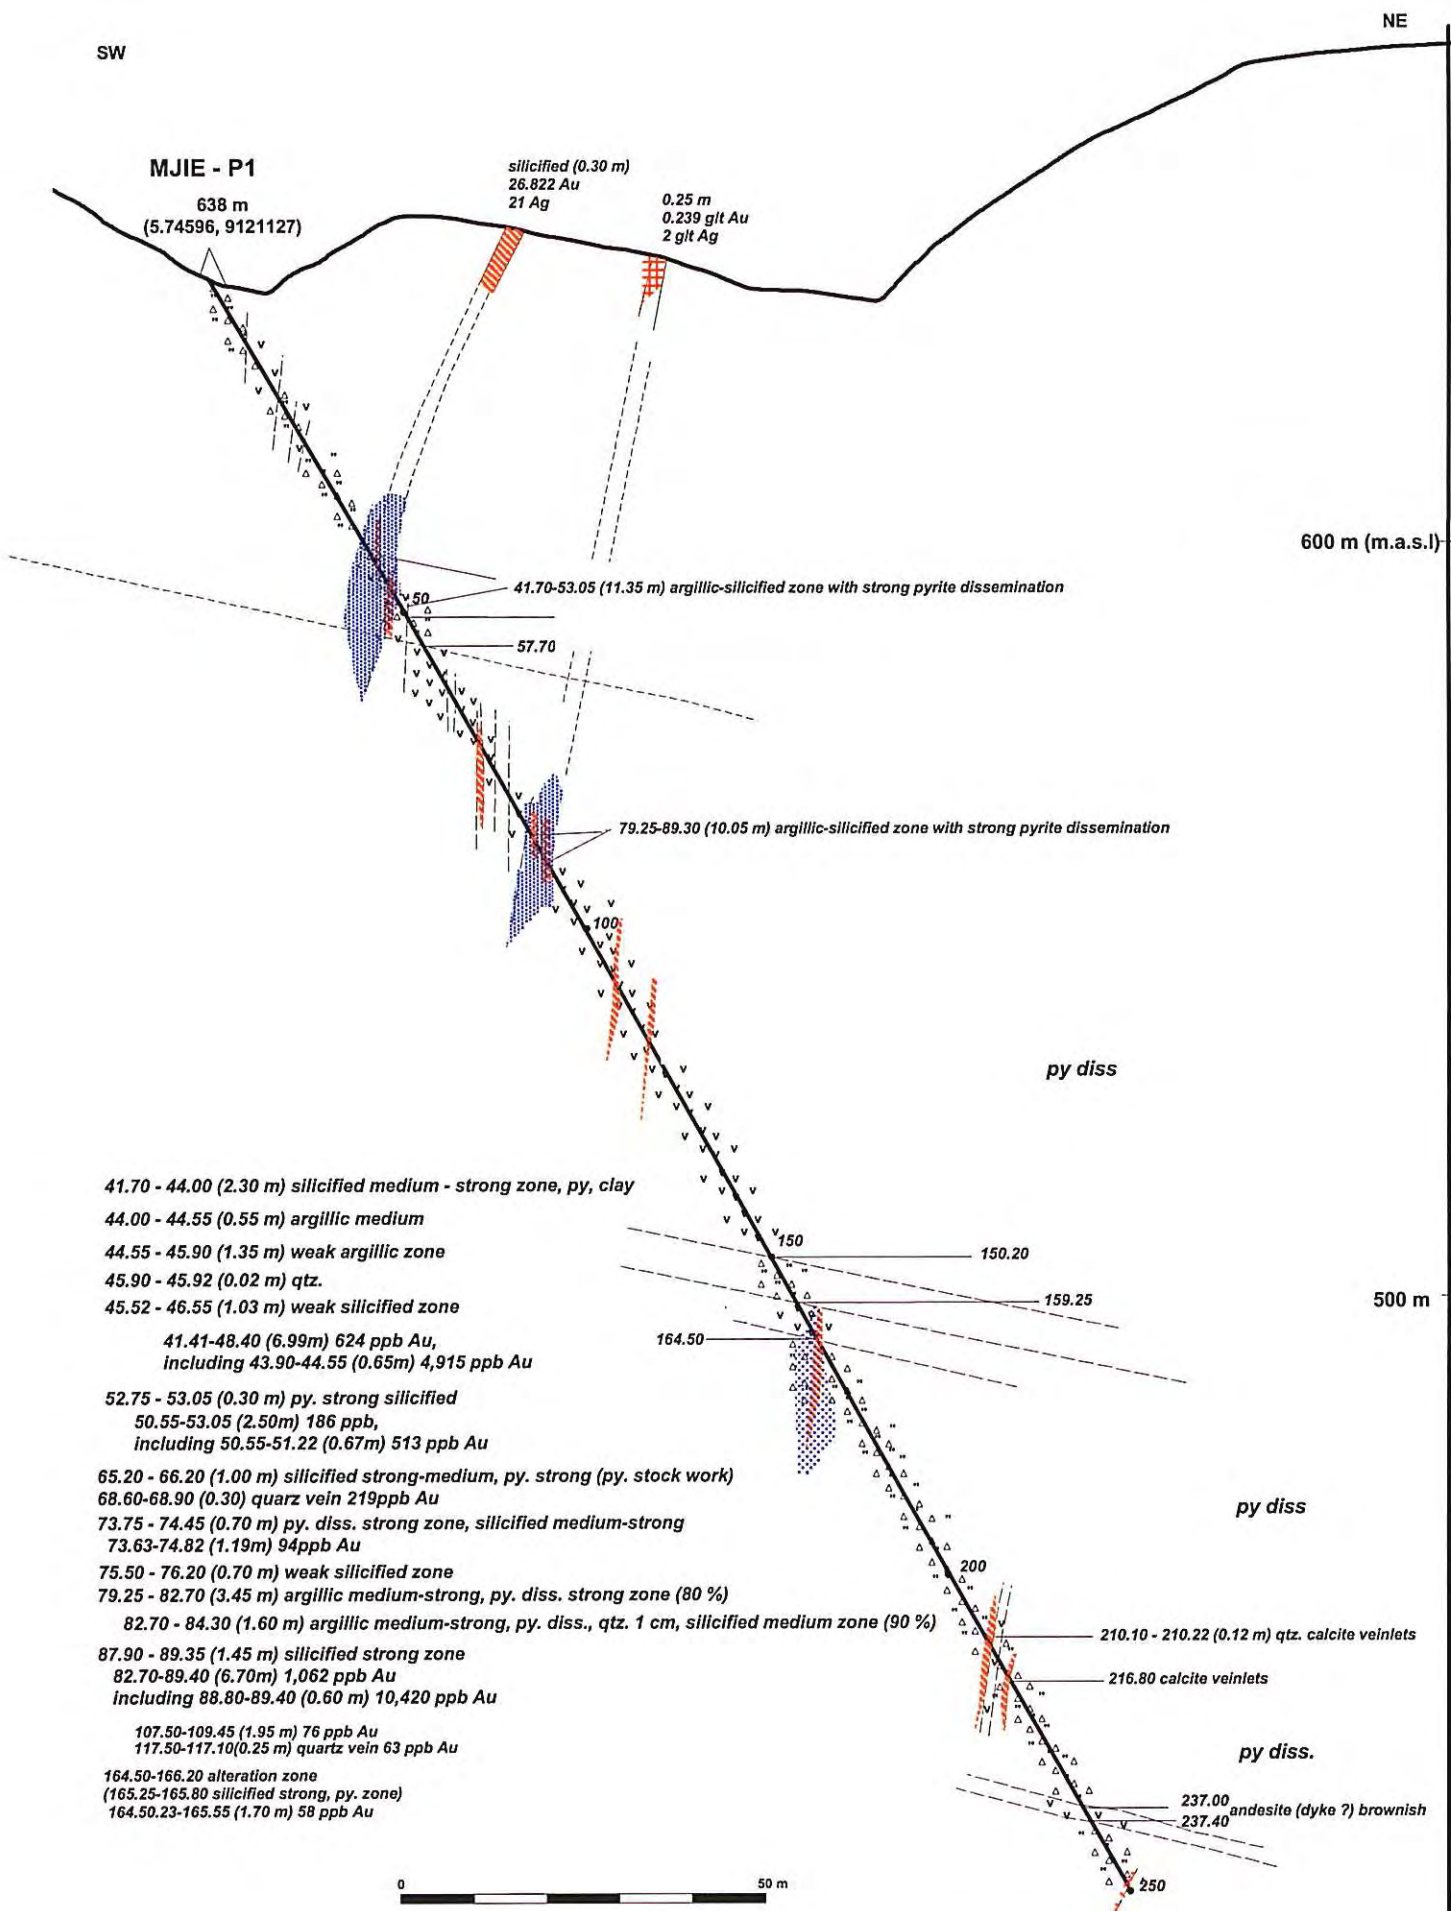 NE
SW
MJIE - P1
638 m
(5.74596, 9121127)
silicified (0.30 m)
26.822 Au
21 Ag
0.25 m
0.239 glt Au
2 glt Ag
600 m (m.a.s.l)
41.70-53.05 (11.35 m) argillic-silicified zone with strong pyrite dissemination
50
57.70
79.25-89.30 (10.05 m) argillic-silicified zone with strong pyrite dissemination
100
py diss
150
150.20
159.25
500 m
164.50
41.70 - 44.00 (2.30 m) silicified medium - strong zone, py, clay
44.00 - 44.55 (0.55 m) argillic medium
44.55 - 45.90 (1.35 m) weak argillic zone
45.90 - 45.92 (0.02 m) qtz.
45.52 - 46.55 (1.03 m) weak silicified zone
41.41-48.40 (6.99m) 624 ppb Au,
including 43.90-44.55 (0.65m) 4,915 ppb Au
52.75 - 53.05 (0.30 m) py. strong silicified
50.55-53.05 (2.50m) 186 ppb,
including 50.55-51.22 (0.67m) 513 ppb Au
65.20 - 66.20 (1.00 m) silicified strong-medium, py. strong (py. stock work)
68.60-68.90 (0.30) quarz vein 219ppb Au
73.75 - 74.45 (0.70 m) py. diss. strong zone, silicified medium-strong
73.63-74.82 (1.19m) 94ppb Au
75.50 - 76.20 (0.70 m) weak silicified zone
79.25 - 82.70 (3.45 m) argillic medium-strong, py. diss. strong zone (80 %)
82.70 - 84.30 (1.60 m) argillic medium-strong, py. diss., qtz. 1 cm, silicified medium zone (90 %)
87.90 - 89.35 (1.45 m) silicified strong zone
82.70-89.40 (6.70m) 1,062 ppb Au
including 88.80-89.40 (0.60 m) 10,420 ppb Au
107.50-109.45 (1.95 m) 76 ppb Au
117.50-117.10(0.25 m) quartz vein 63 ppb Au
164.50-166.20 alteration zone
(165.25-165.80 silicified strong, py. zone)
164.50.23-165.55 (1.70 m) 58 ppb Au
py diss
200
210.10 - 210.22 (0.12 m) qtz. calcite veinlets
216.80 calcite veinlets
py diss.
237.00
andesite (dyke ?) brownish
237.40
250
0
50 m